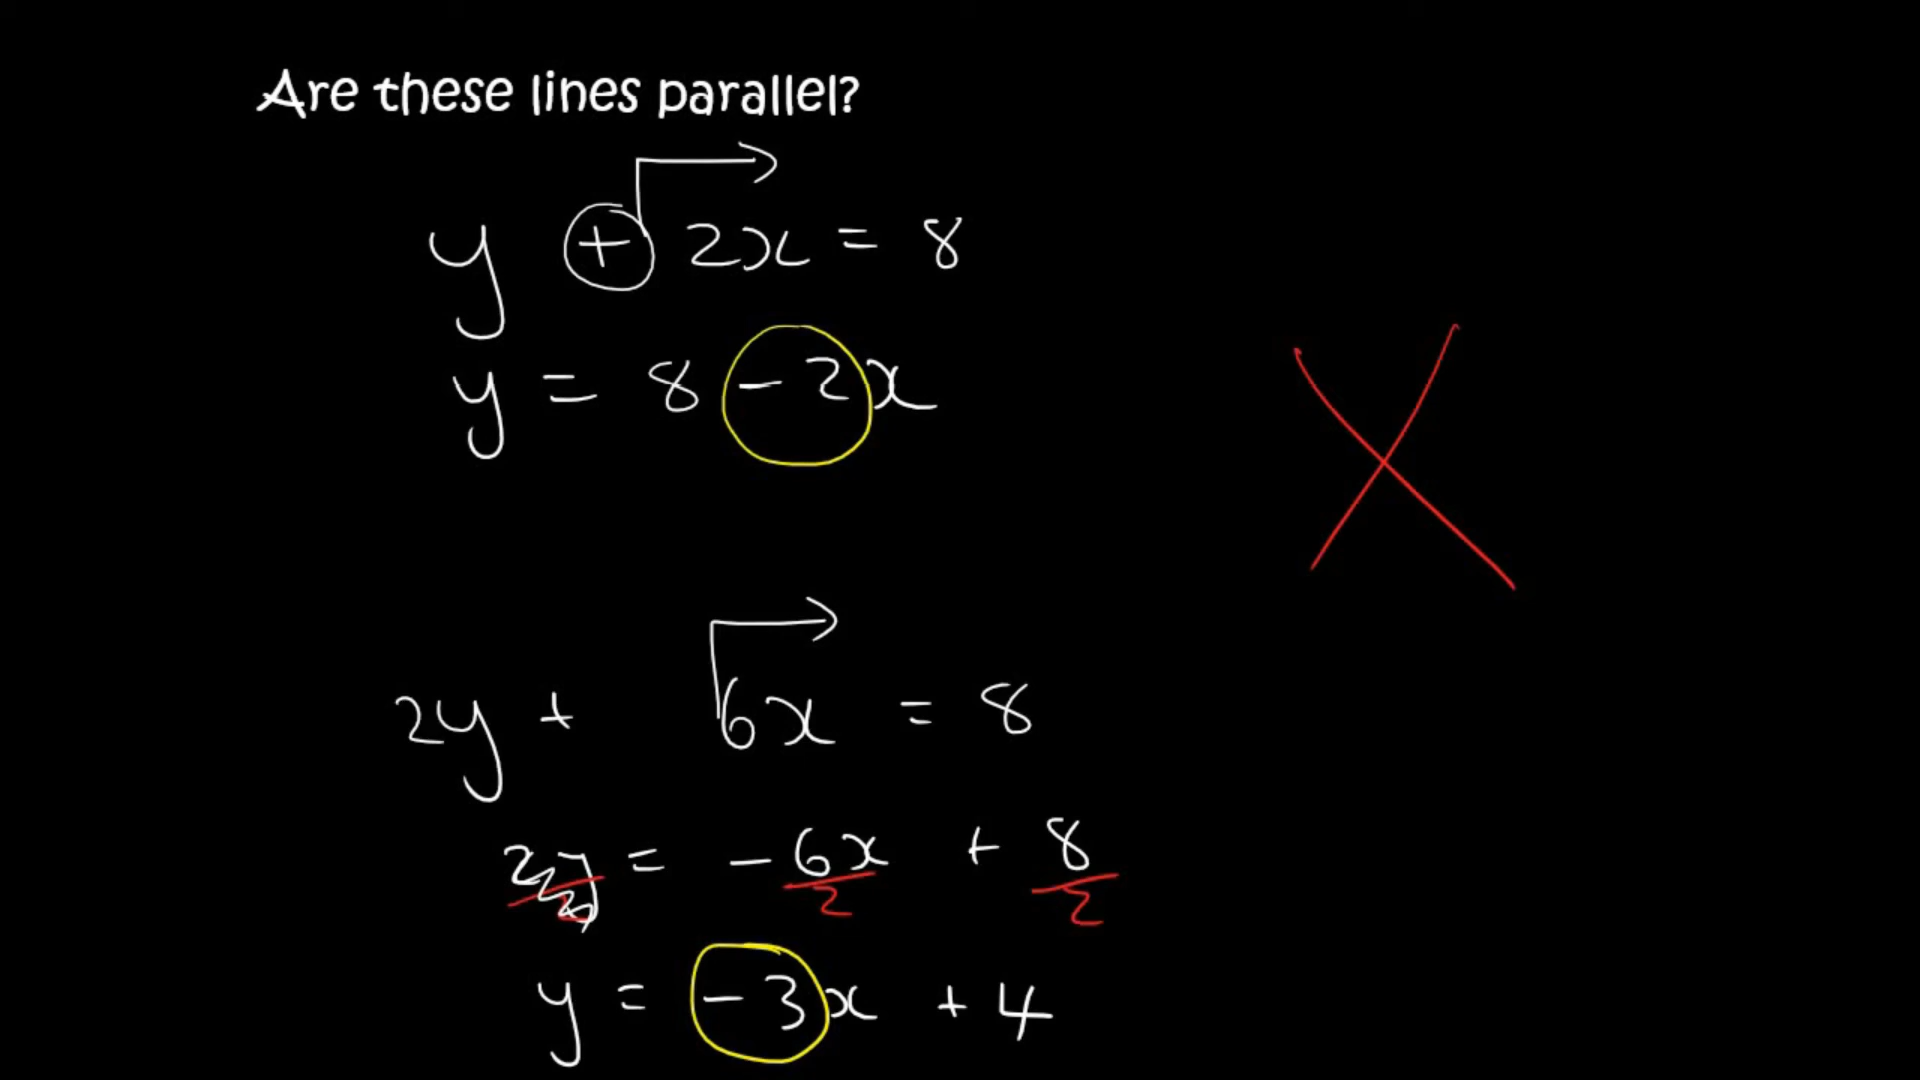 Are these lines parallel?
y + 2x = 8
y = 8 - 2x
2y + 6x = 8
2y/2 = -6x/2 + 8/2
y = -3x + 4